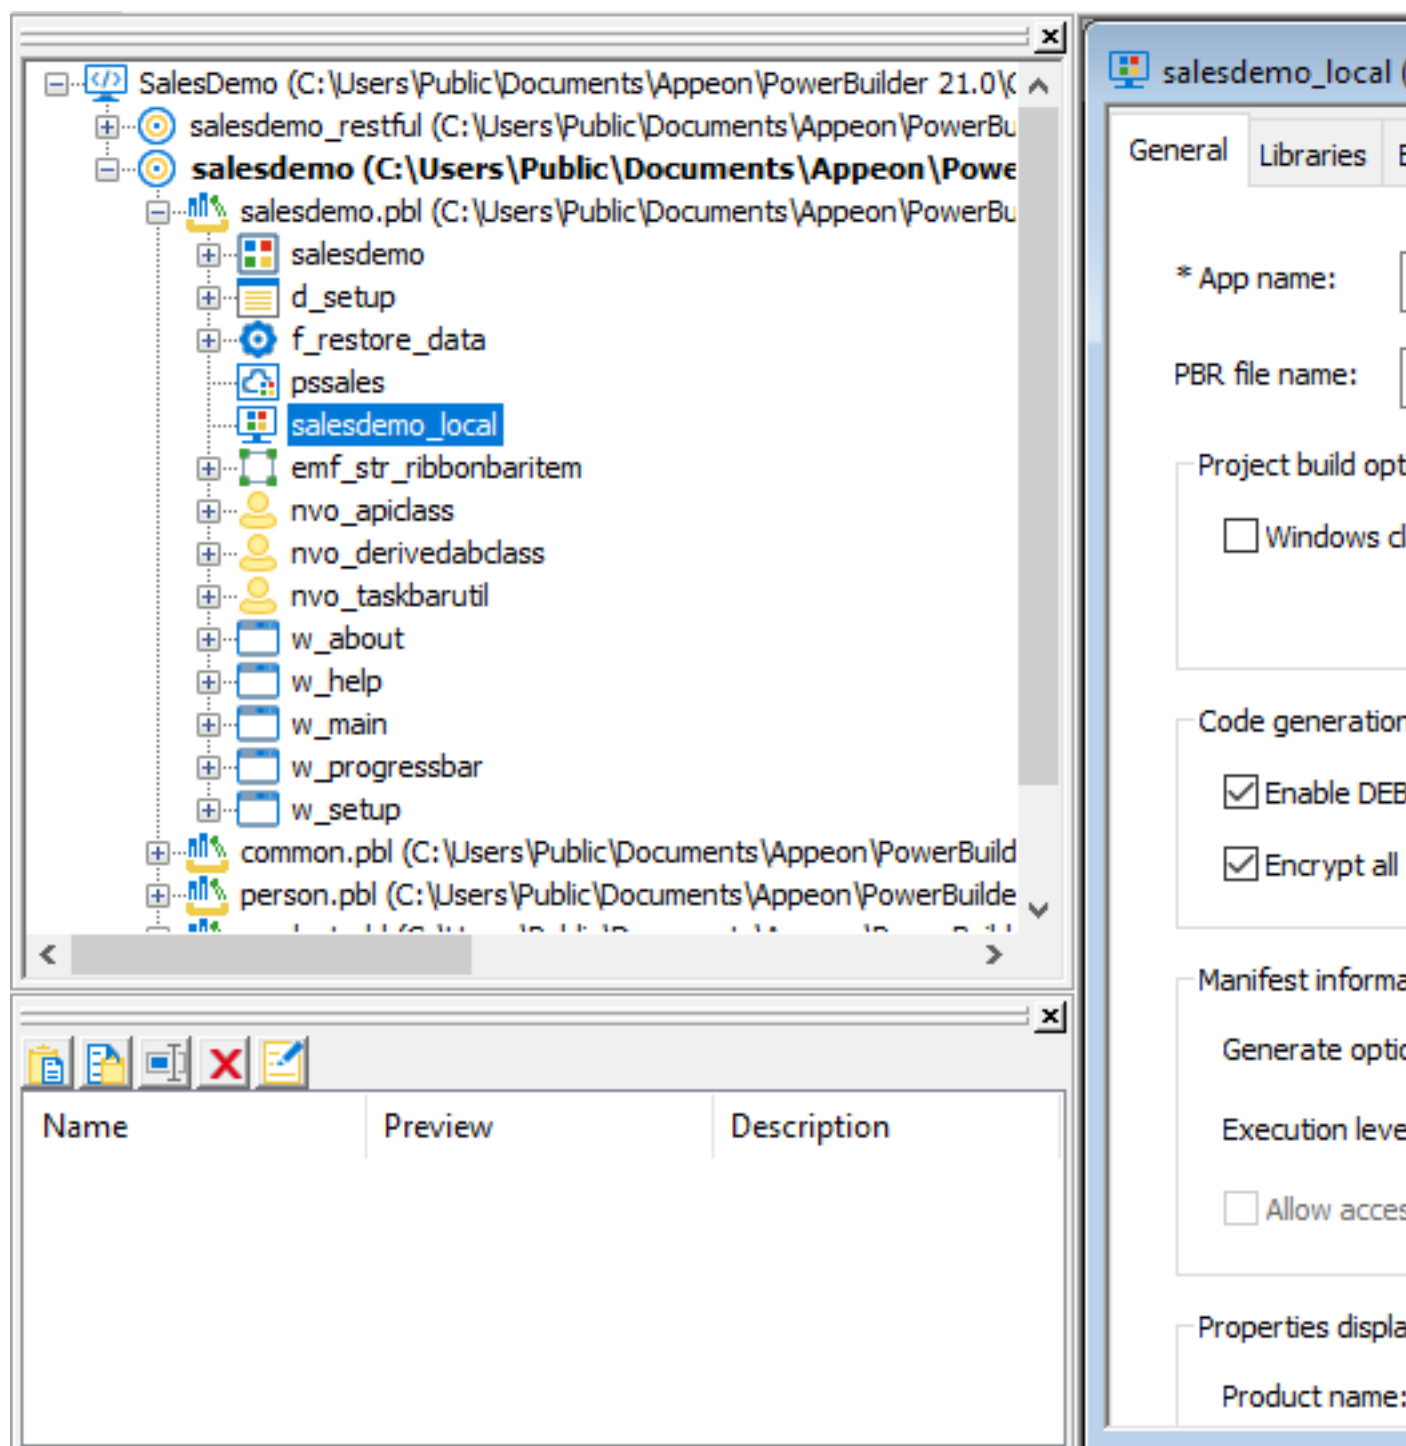 SalesDemo (C:\Users\Public\Documents\Appeon\PowerBuilder 21.0\
salesdemo_restful (C:\Users\Public\Documents\Appeon\PowerBu
salesdemo (C:\Users\Public\Documents\Appeon\Powe
salesdemo.pbl (C:\Users\Public\Documents\Appeon\PowerBu
salesdemo
d_setup
f_restore_data
pssales
salesdemo_local
emf_str_ribbonbaritem
nvo_apiclass
nvo_derivedabclass
nvo_taskbarutil
w_about
w_help
w_main
w_progressbar
w_setup
common.pbl (C:\Users\Public\Documents\Appeon\PowerBuild
person.pbl (C:\Users\Public\Documents\Appeon\PowerBuilde
Name Preview Description
salesdemo_local (
General Libraries
* App name:
PBR file name:
Project build opt
Windows cl
Code generation
Enable DEB
Encrypt all
Manifest informa
Generate optio
Execution leve
Allow acces
Properties displa
Product name: